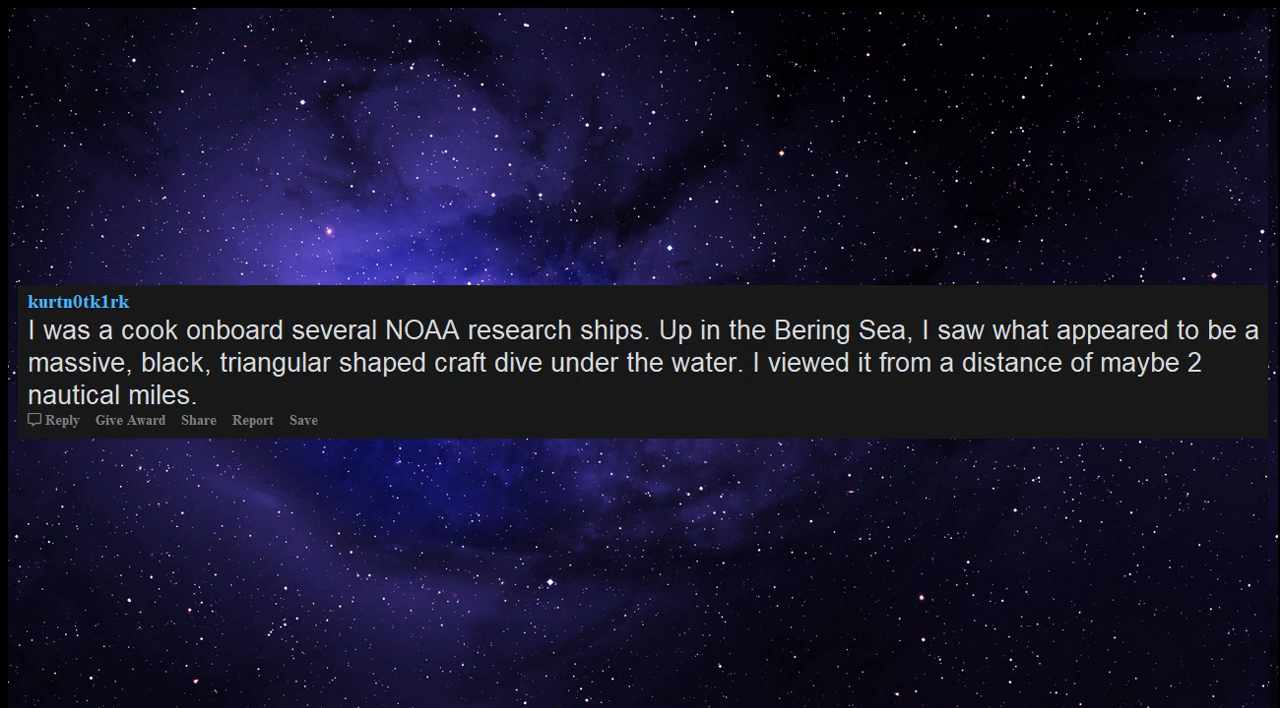 kurtn0tk1rk
I was a cook onboard several NOAA research ships. Up in the Bering Sea, I saw what appeared to be a
massive, black, triangular shaped craft dive under the water. I viewed it from a distance of maybe 2
nautical miles.
Reply Give Award Share Report Save